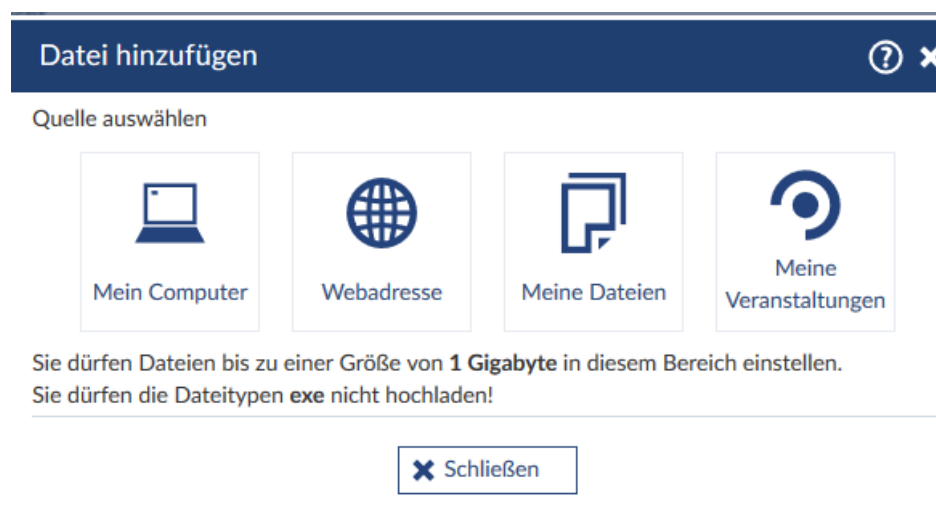 Datei hinzufügen
Quelle auswählen
Mein Computer
Webadresse
Meine Dateien
Meine
Veranstaltungen
Sie dürfen Dateien bis zu einer Größe von 1 Gigabyte in diesem Bereich einstellen.
Sie dürfen die Dateitypen exe nicht hochladen!
Schließen